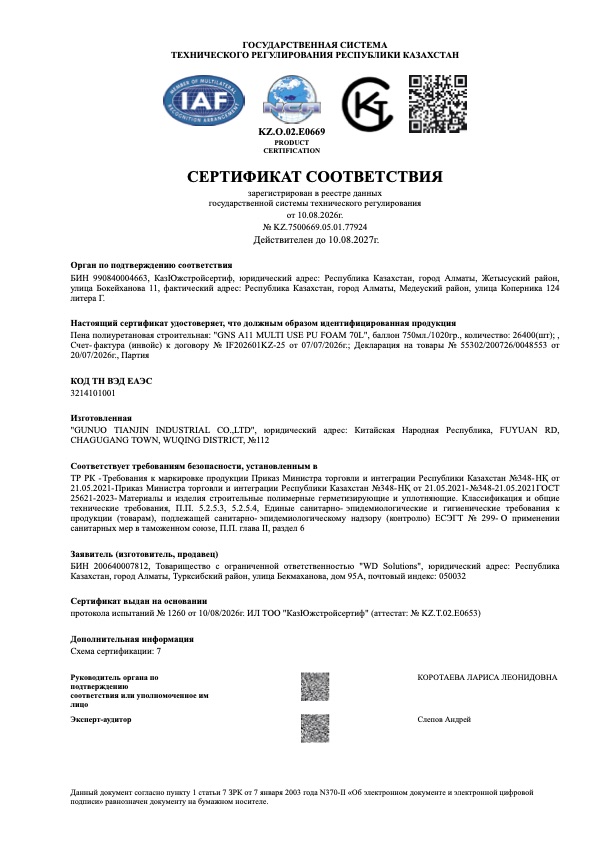 ГОСУДАРСТВЕННАЯ СИСТЕМА
ТЕХНИЧЕСКОГО РЕГУЛИРОВАНИЯ РЕСПУБЛИКИ КАЗАХСТАН
MEMBER OF MULTILATERAL
IAF
RECOGNITION ARRANGEMENT
NCA
KZ.O.02.E0669
PRODUCT
CERTIFICATION
СЕРТИФИКАТ СООТВЕТСТВИЯ
зарегистрирован в реестре данных
государственной системы технического регулирования
от 10.08.2026г.
№ KZ.7500669.05.01.77924
Действителен до 10.08.2027г.
Орган по подтверждению соответствия
БИН 990840004663, КазЮжстройсертиф, юридический адрес: Республика Казахстан, город Алматы, Жетысуский район,
улица Бокейханова 11, фактический адрес: Республика Казахстан, город Алматы, Медеуский район, улица Коперника 124
литера Г.
Настоящий сертификат удостоверяет, что должным образом идентифицированная продукция
Пена полиуретановая строительная: "GNS A11 MULTI USE PU FOAM 70L", баллон 750мл./1020гр., количество: 26400(шт); ,
Счет-фактура (инвойс) к договору № IF202601KZ-25 от 07/07/2026г.; Декларация на товары № 55302/200726/0048553 от
20/07/2026г., Партия
КОД ТН ВЭД ЕАЭС
3214101001
Изготовленная
"GUNUO TIANJIN INDUSTRIAL CO.,LTD", юридический адрес: Китайская Народная Республика, FUYUAN RD,
CHAGUGANG TOWN, WUQING DISTRICT, №112
Соответствует требованиям безопасности, установленным в
ТР РК -Требования к маркировке продукции Приказ Министра торговли и интеграции Республики Казахстан №348-НҚ от
21.05.2021-Приказ Министра торговли и интеграции Республики Казахстан №348-НҚ от 21.05.2021-№348-21.05.2021ГОСТ
25621-2023-Материалы и изделия строительные полимерные герметизирующие и уплотняющие. Классификация и общие
технические требования, П.П. 5.2.5.3, 5.2.5.4, Единые санитарно- эпидемиологические и гигиенические требования к
продукции (товарам), подлежащей санитарно- эпидемиологическому надзору (контролю) ЕСЭГТ № 299- О применении
санитарных мер в таможенном союзе, П.П. глава II, раздел 6
Заявитель (изготовитель, продавец)
БИН 200640007812, Товарищество с ограниченной ответственностью "WD Solutions", юридический адрес: Республика
Казахстан, город Алматы, Турксибский район, улица Бекмаханова, дом 95А, почтовый индекс: 050032
Сертификат выдан на основании
протокола испытаний № 1260 от 10/08/2026г. ИЛ ТОО "КазЮжстройсертиф" (аттестат: № KZ.T.02.E0653)
Дополнительная информация
Схема сертификации: 7
Руководитель органа по
подтверждению
соответствия или уполномоченное им
лицо
КОРОТАЕВА ЛАРИСА ЛЕОНИДОВНА
Эксперт-аудитор
Слепов Андрей
Данный документ согласно пункту 1 статьи 7 ЗРК от 7 января 2003 года N370-II «Об электронном документе и электронной цифровой
подписи» равнозначен документу на бумажном носителе.